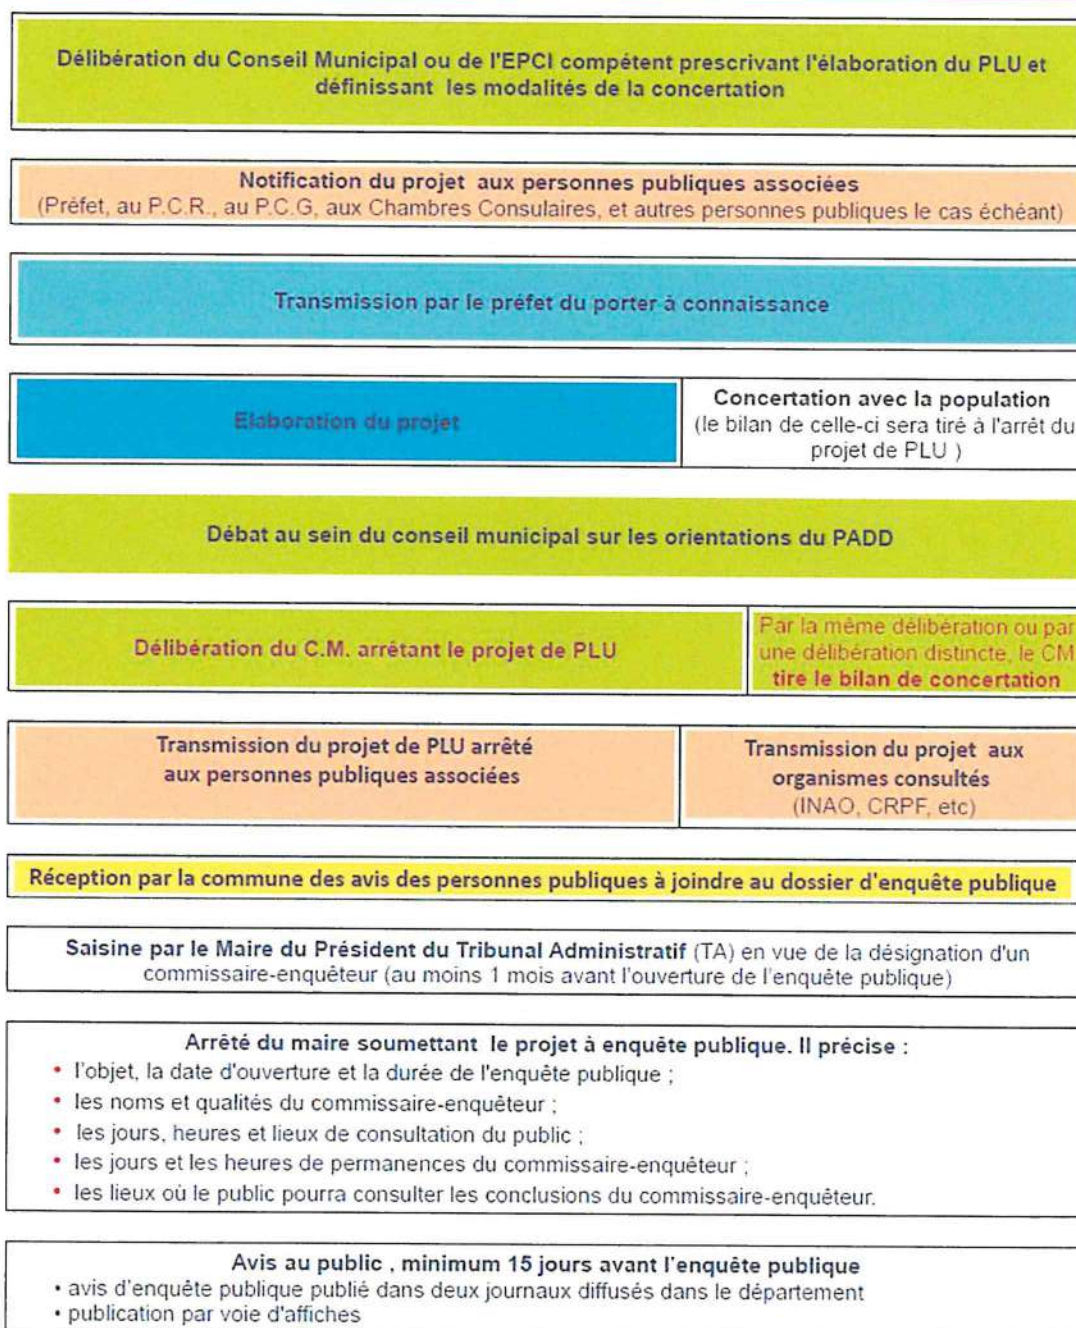 Délibération du Conseil Municipal ou de l'EPCI compétent prescrivant l'élaboration du PLU et
définissant les modalités de la concertation
Notification du projet aux personnes publiques associées
(Préfet, au P.C.R., au P.C.G, aux Chambres Consulaires, et autres personnes publiques le cas échéant)
Transmission par le préfet du porter à connaissance
Elaboration du projet
Concertation avec la population
(le bilan de celle-ci sera tiré à l'arrêt du
projet de PLU )
Débat au sein du conseil municipal sur les orientations du PADD
Délibération du C.M. arrêtant le projet de PLU
Par la même délibération ou par
une délibération distincte, le CM
tire le bilan de concertation
Transmission du projet de PLU arrêté
aux personnes publiques associées
Transmission du projet aux
organismes consultés
(INAO, CRPF, etc)
Réception par la commune des avis des personnes publiques à joindre au dossier d'enquête publique
Saisine par le Maire du Président du Tribunal Administratif (TA) en vue de la désignation d'un
commissaire-enquêteur (au moins 1 mois avant l'ouverture de l'enquête publique)
Arrêté du maire soumettant le projet à enquête publique. Il précise :
• l'objet, la date d'ouverture et la durée de l'enquête publique ;
• les noms et qualités du commissaire-enquêteur ;
• les jours, heures et lieux de consultation du public ;
• les jours et les heures de permanences du commissaire-enquêteur ;
• les lieux où le public pourra consulter les conclusions du commissaire-enquêteur.
Avis au public , minimum 15 jours avant l'enquête publique
• avis d'enquête publique publié dans deux journaux diffusés dans le département
• publication par voie d'affiches